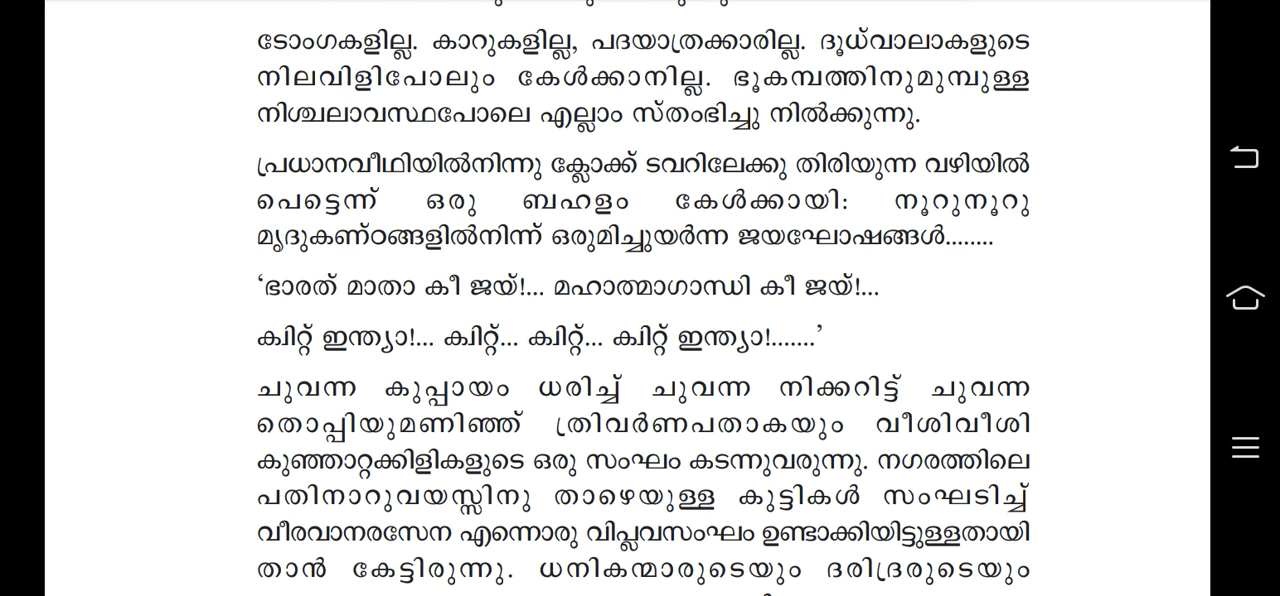 ടോംഗകളില്ല. കാറുകളില്ല, പദയാത്രക്കാരില്ല. ദൂധ്‌വാലാകളുടെ
നിലവിളിപോലും കേൾക്കാനില്ല. ഭൂകമ്പത്തിനുമുമ്പുള്ള
നിശ്ചലാവസ്ഥപോലെ എല്ലാം സ്തംഭിച്ചു നിൽക്കുന്നു.
പ്രധാനവീഥിയിൽനിന്നു ക്ലോക്ക് ടവറിലേക്കു തിരിയുന്ന വഴിയിൽ
പെട്ടെന്ന് ഒരു ബഹളം കേൾക്കായി: നൂറുനൂറു
മൃദുകണ്ഠങ്ങളിൽനിന്ന് ഒരുമിച്ചുയർന്ന ജയഘോഷങ്ങൾ........
‘ഭാരത് മാതാ കീ ജയ്!... മഹാത്മാഗാന്ധി കീ ജയ്!...
ക്വിറ്റ് ഇന്ത്യാ!... ക്വിറ്റ്... ക്വിറ്റ്... ക്വിറ്റ് ഇന്ത്യാ!.......’
ചുവന്ന കുപ്പായം ധരിച്ച് ചുവന്ന നിക്കറിട്ട് ചുവന്ന
തൊപ്പിയുമണിഞ്ഞ് ത്രിവർണപതാകയും വീശിവീശി
കുഞ്ഞാറ്റക്കിളികളുടെ ഒരു സംഘം കടന്നുവരുന്നു. നഗരത്തിലെ
പതിനാറുവയസ്സിനു താഴെയുള്ള കുട്ടികൾ സംഘടിച്ച്
വീരവാനരസേന എന്നൊരു വിപ്ലവസംഘം ഉണ്ടാക്കിയിട്ടുള്ളതായി
താൻ കേട്ടിരുന്നു. ധനികന്മാരുടെയും ദരിദ്രരുടെയും